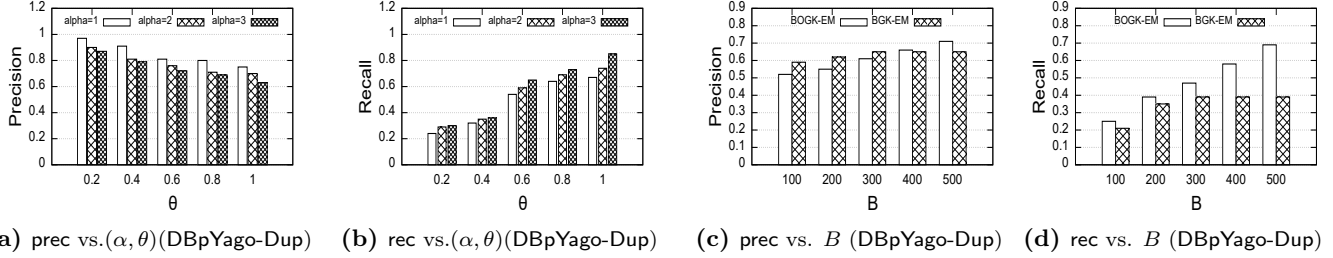 alpha=1 alpha=2 alpha=3
Precision
1.2
1
0.8
0.6
0.4
0.2
0
0.2 0.4 0.6 0.8 1
θ
a) prec vs.(α, θ)(DBpYago-Dup)
alpha=1 alpha=2 alpha=3
Recall
1.2
1
0.8
0.6
0.4
0.2
0
0.2 0.4 0.6 0.8 1
θ
(b) rec vs.(α, θ)(DBpYago-Dup)
BOGK-EM BGK-EM
Precision
0.9
0.8
0.7
0.6
0.5
0.4
0.3
0.2
0.1
0
100 200 300 400 500
B
(c) prec vs. B (DBpYago-Dup)
BOGK-EM BGK-EM
Recall
0.9
0.8
0.7
0.6
0.5
0.4
0.3
0.2
0.1
0
100 200 300 400 500
B
(d) rec vs. B (DBpYago-Dup)